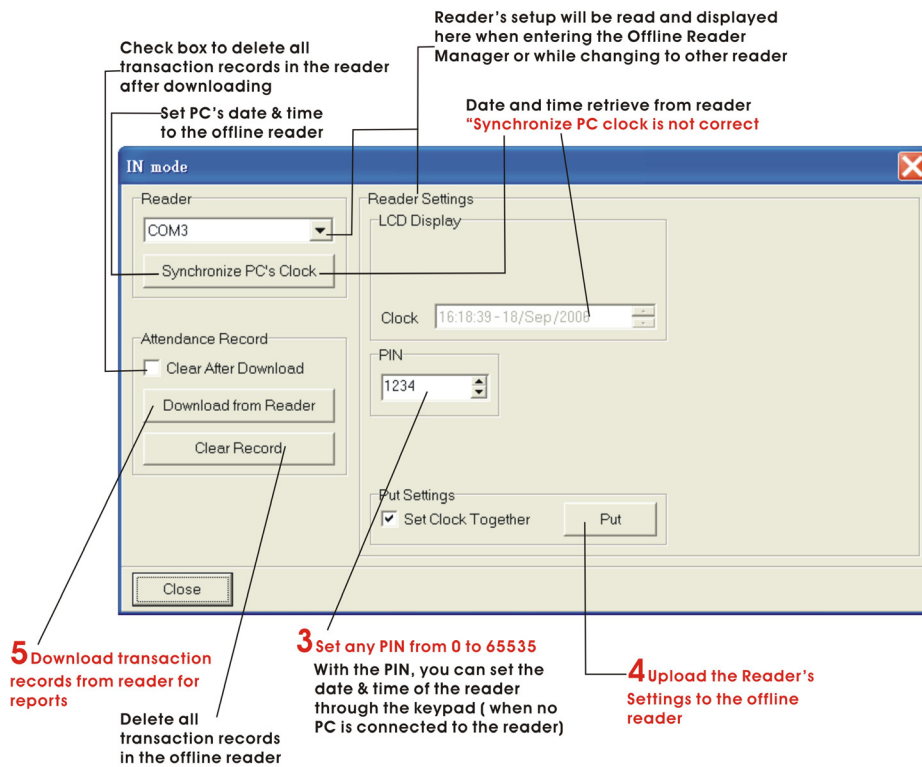 Reader's setup will be read and displayed
here when entering the Offline Reader
Manager or while changing to other reader
Check box to delete all
transaction records in the reader
after downloading
Set PC's date & time
to the offline reader
Date and time retrieve from reader
"Synchronize PC clock is not correct
IN mode
Reader
COM3
Synchronize PC's Clock
Reader Settings
LCD Display
Clock 16:18:39 - 18/Sep/2006
Attendance Record
Clear After Download
Download from Reader
Clear Record
PIN
1234
Put Settings
Set Clock Together
Put
Close
5 Download transaction
records from reader for
reports
Delete all
transaction records
in the offline reader
3 Set any PIN from 0 to 65535
With the PIN, you can set the
date & time of the reader
through the keypad ( when no
PC is connected to the reader)
4 Upload the Reader's
Settings to the offline
reader